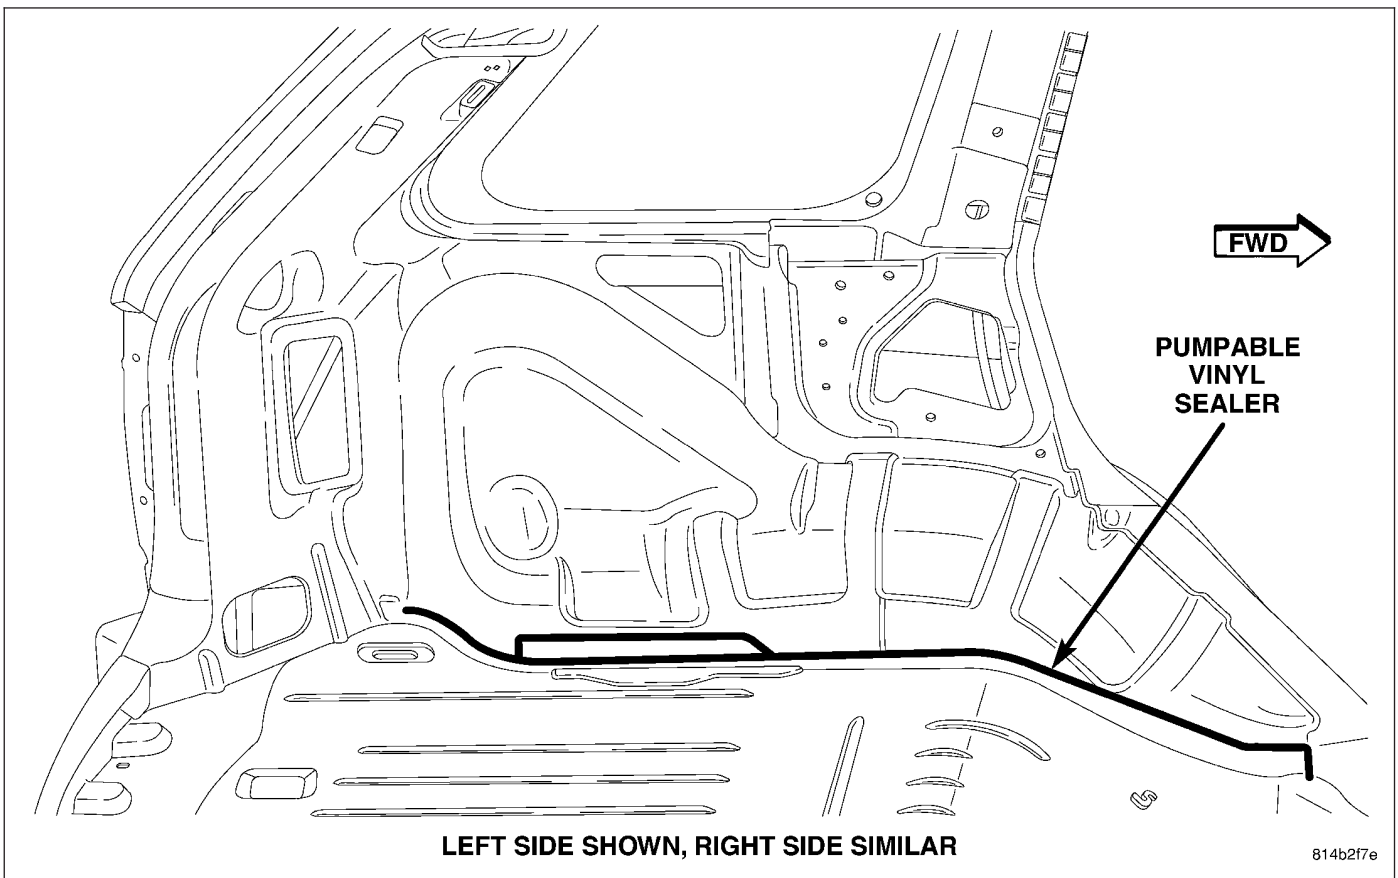 FWD
PUMPABLE
VINYL
SEALER
LEFT SIDE SHOWN, RIGHT SIDE SIMILAR
814b2f7e